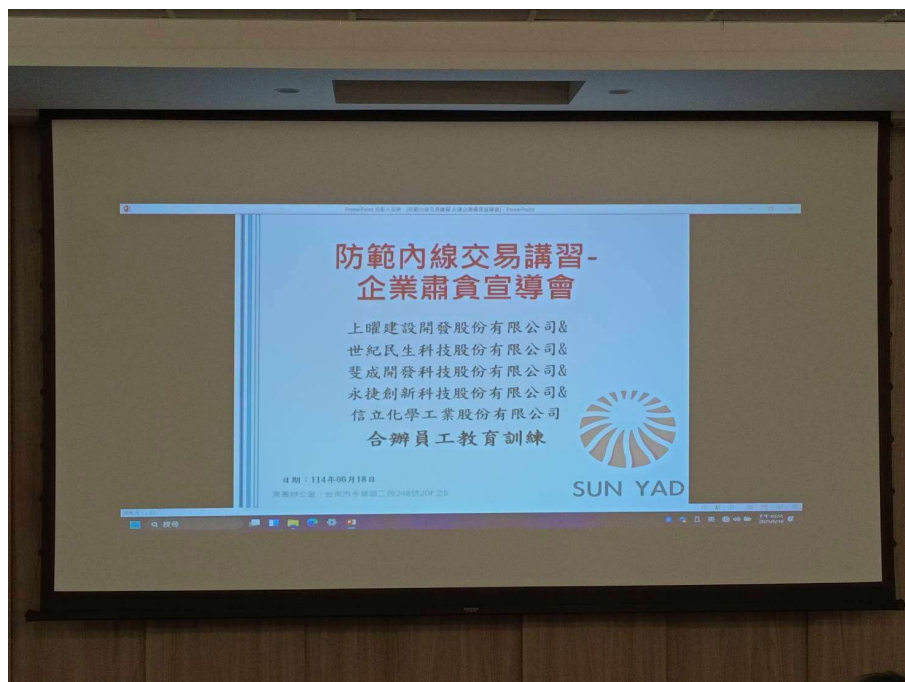 防範內線交易講習-
企業肅貪宣導會
上曜建設開發股份有限公司&
世紀民生科技股份有限公司&
斐成開發科技股份有限公司&
永捷創新科技股份有限公司&
信立化學工業股份有限公司
合辦員工教育訓練
日期：114年06月18日
SUN YAD
搜尋